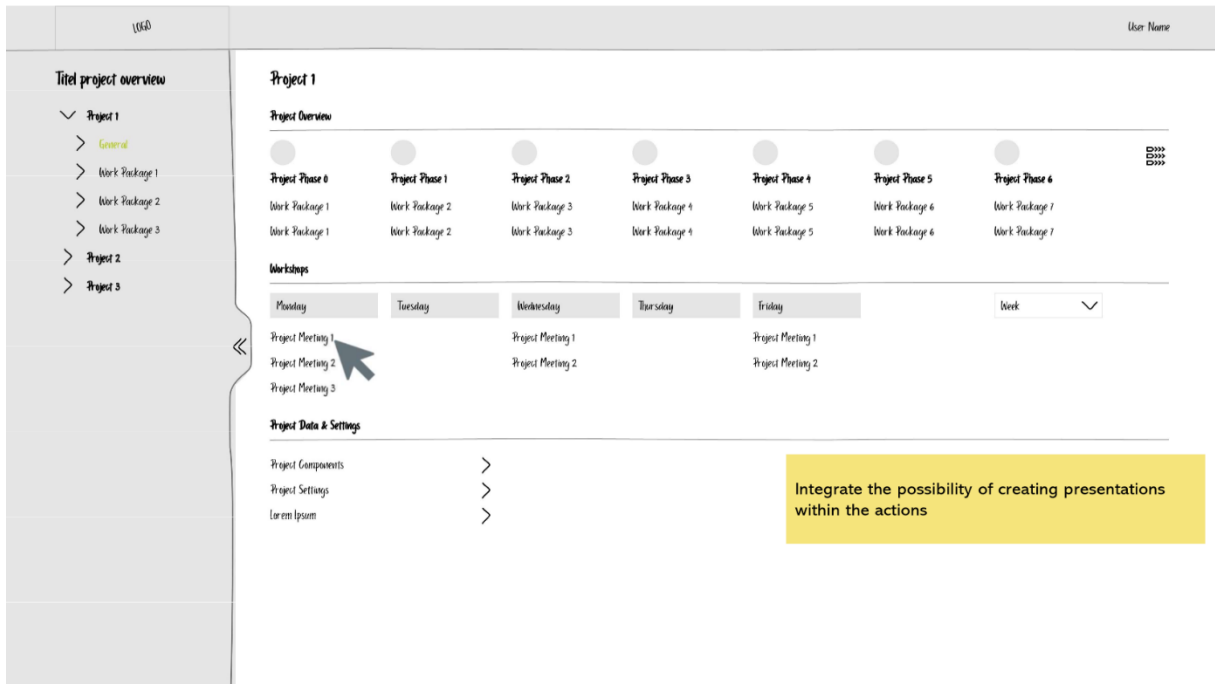 LOGO
User Name
Titel project overview
Project 1
General
Work Package 1
Work Package 2
Work Package 3
Project 2
Project 3
Project 1
Project Overview
Project Phase 0 Project Phase 1 Project Phase 2 Project Phase 3 Project Phase 4 Project Phase 5 Project Phase 6
Work Package 1 Work Package 2 Work Package 3 Work Package 4 Work Package 5 Work Package 6 Work Package 7
Work Package 1 Work Package 2 Work Package 3 Work Package 4 Work Package 5 Work Package 6 Work Package 7
Workshops
Monday Tuesday Wednesday Thursday Friday Week
Project Meeting 1 Project Meeting 1 Project Meeting 1
Project Meeting 2 Project Meeting 2 Project Meeting 2
Project Meeting 3
Project Data & Settings
Project Components
Project Settings
Lorem Ipsum
Integrate the possibility of creating presentations
within the actions